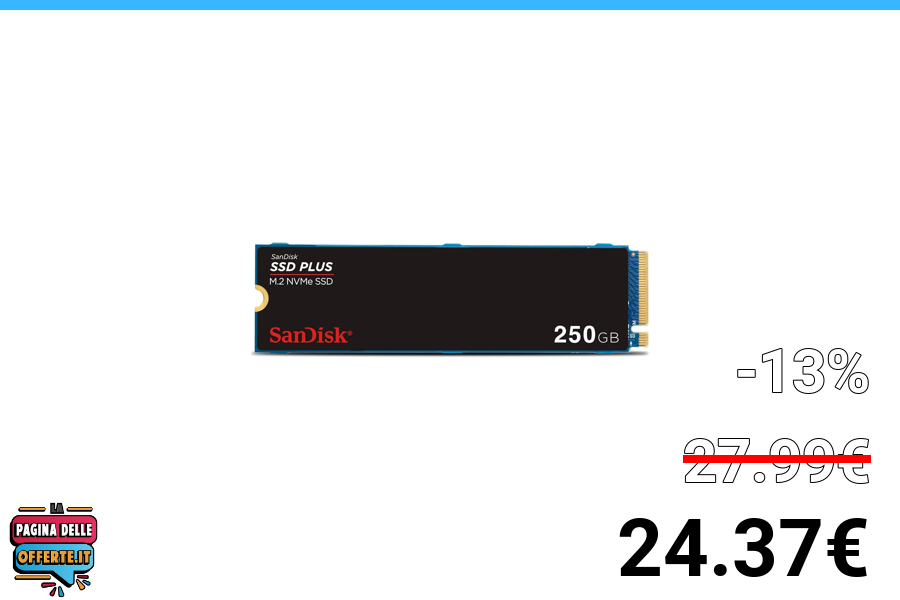 SanDisk
SSD PLUS
M.2 NVMe SSD
SanDisk®
250GB
-13%
27.99€
24.37€
LA
PAGINA DELLE
OFFERTE.IT